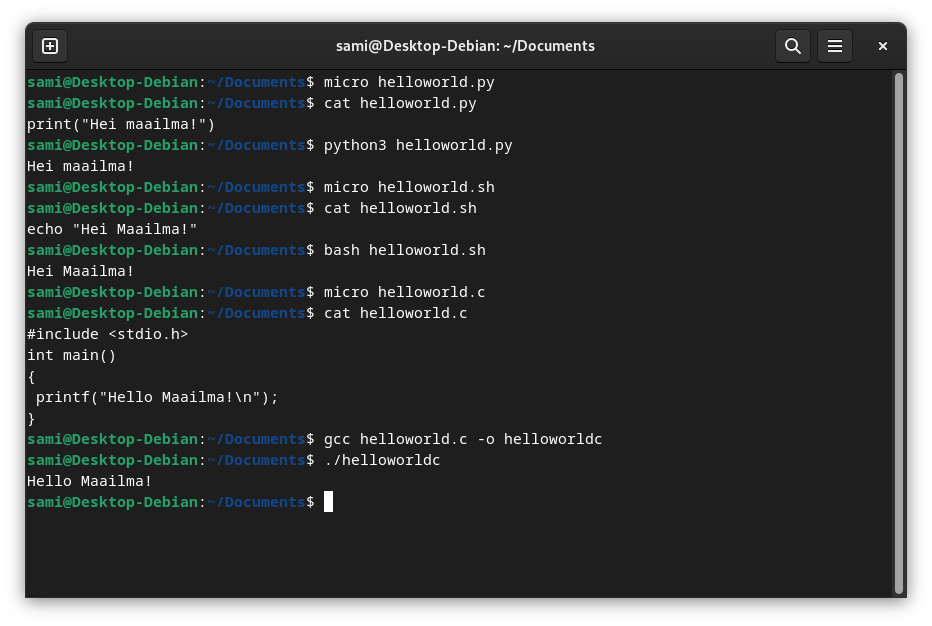 sami@Desktop-Debian: ~/Documents
sami@Desktop-Debian:~/Documents$ micro helloworld.py
sami@Desktop-Debian:~/Documents$ cat helloworld.py
print("Hei maailma!")
sami@Desktop-Debian:~/Documents$ python3 helloworld.py
Hei maailma!
sami@Desktop-Debian:~/Documents$ micro helloworld.sh
sami@Desktop-Debian:~/Documents$ cat helloworld.sh
echo "Hei Maailma!"
sami@Desktop-Debian:~/Documents$ bash helloworld.sh
Hei Maailma!
sami@Desktop-Debian:~/Documents$ micro helloworld.c
sami@Desktop-Debian:~/Documents$ cat helloworld.c
#include <stdio.h>
int main()
{
 printf("Hello Maailma!\n");
}
sami@Desktop-Debian:~/Documents$ gcc helloworld.c -o helloworldc
sami@Desktop-Debian:~/Documents$ ./helloworldc
Hello Maailma!
sami@Desktop-Debian:~/Documents$